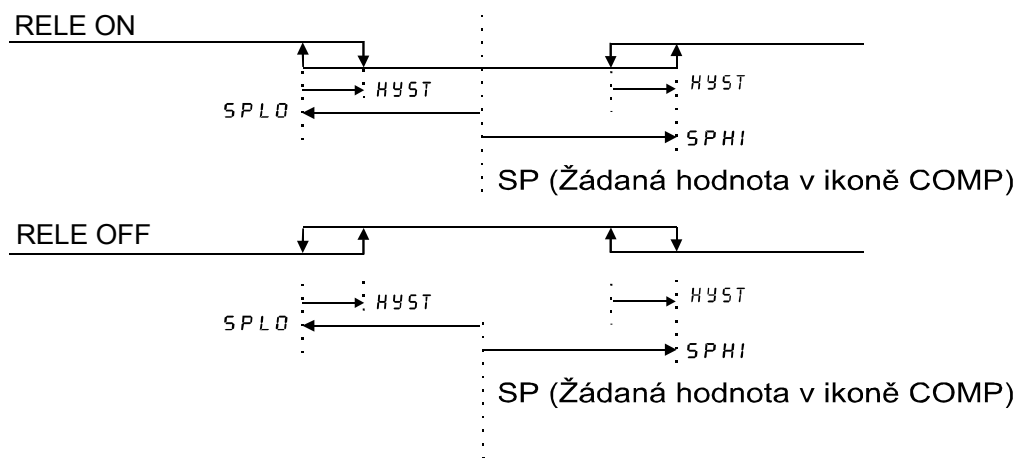 RELE ON
HYST
HYST
SPLO
SPHI
SP (Žádaná hodnota v ikoně COMP)
RELE OFF
HYST
HYST
SPLO
SPHI
SP (Žádaná hodnota v ikoně COMP)